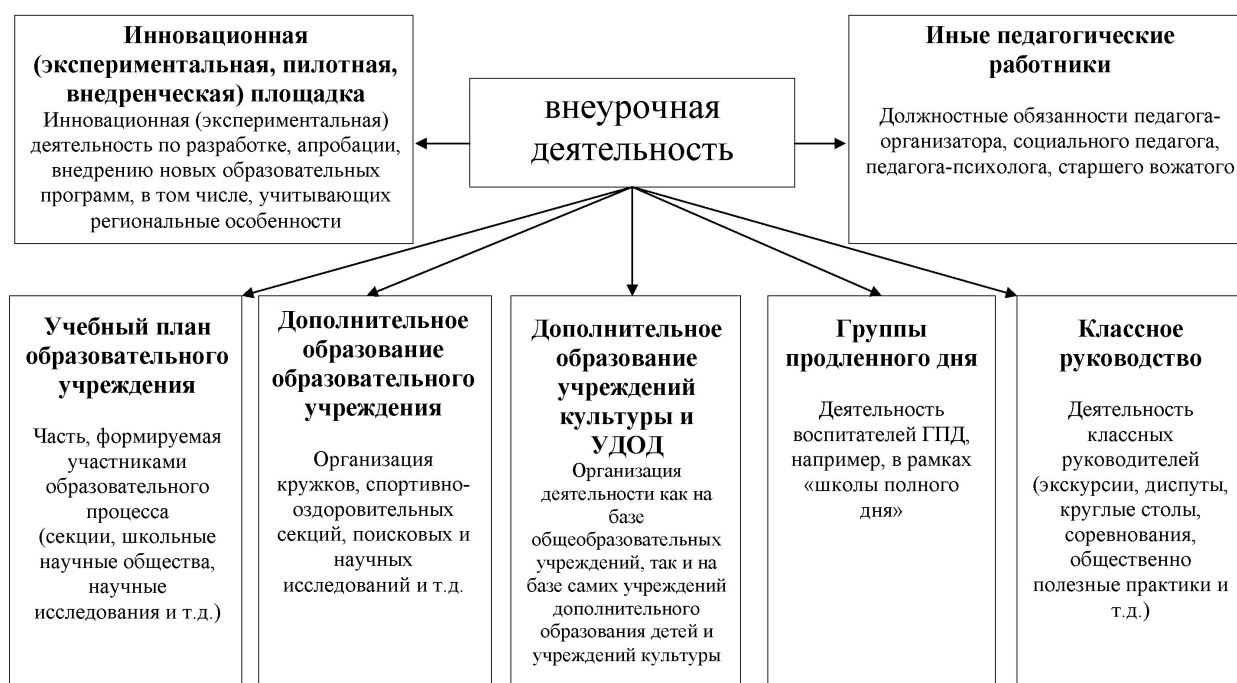 Инновационная
(экспериментальная, пилотная,
внедренческая) площадка
Инновационная (экспериментальная)
деятельность по разработке, апробации,
внедрению новых образовательных
программ, в том числе, учитывающих
региональные особенности
внеурочная
деятельность
Иные педагогические
работники
Должностные обязанности педагога-
организатора, социального педагога,
педагога-психолога, старшего вожатого
Учебный план
образовательного
учреждения
Часть, формируемая
участниками
образовательного
процесса
(секции, школьные
научные общества,
научные
исследования и т.д.)
Дополнительное
образование
образовательного
учреждения
Организация
кружков, спортивно-
оздоровительных
секций, поисковых и
научных
исследований и т.д.
Дополнительное
образование
учреждений
культуры и
УДОД
Организация
деятельности как на
базе
общеобразовательных
учреждений, так и на
базе самих учреждений
дополнительного
образования детей и
учреждений культуры
Группы
продленного дня
Деятельность
воспитателей ГПД,
например, в рамках
«школы полного
дня»
Классное
руководство
Деятельность
классных
руководителей
(экскурсии, диспуты,
круглые столы,
соревнования,
общественно
полезные практики и
т.д.)